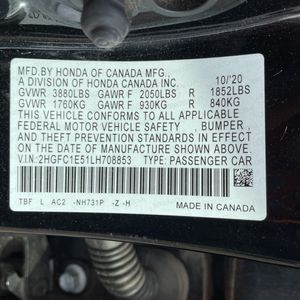 MFD.BY HONDA OF CANADA MFG.,
A DIVISION OF HONDA CANADA INC. 10/'20
GVWR 3880LBS GAWR F 2050LBS R 1852LBS
GVWR 1760KG GAWR F 930KG R 840KG
THIS VEHICLE CONFORMS TO ALL APPLICABLE
FEDERAL MOTOR VEHICLE SAFETY, BUMPER,
AND THEFT PREVENTION STANDARDS IN EFFECT
ON THE DATE OF MANUFACTURE SHOWN ABOVE.
V.I.N:2HGFC1E51LH708853 TYPE: PASSENGER CAR
TBF L AC2 -NH731P -Z -H
MADE IN CANADA